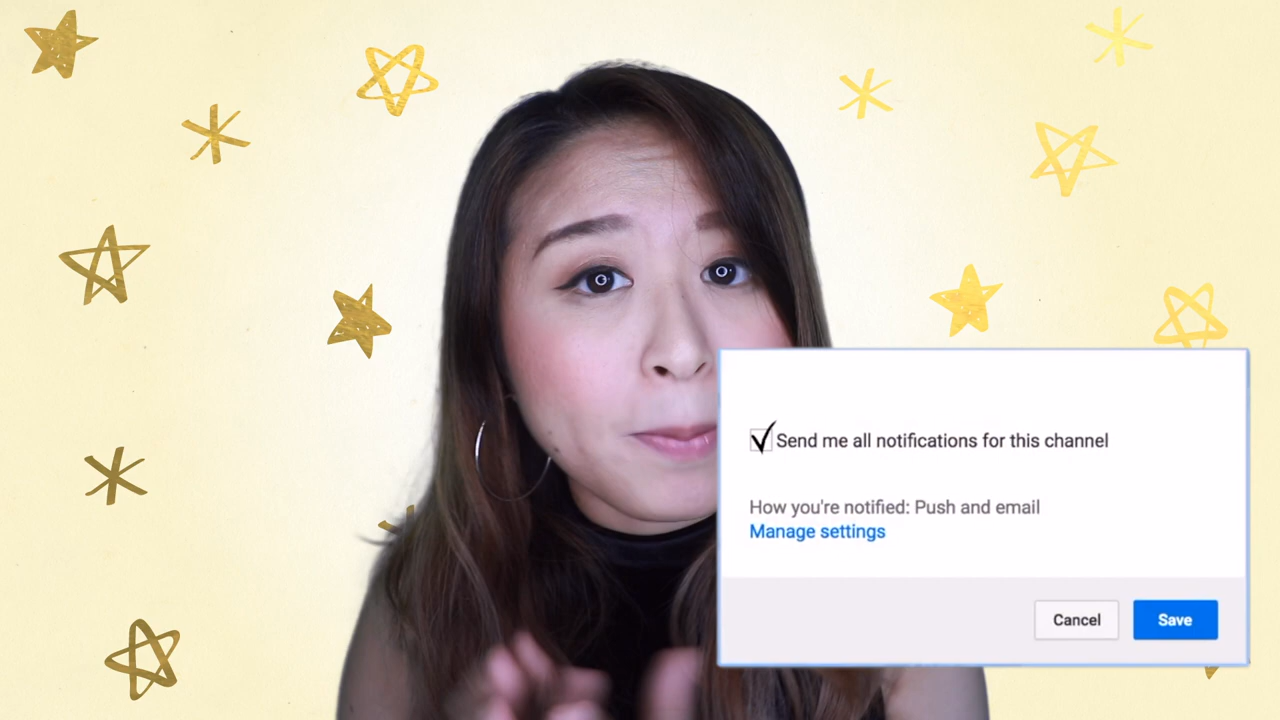 Send me all notifications for this channel
How you're notified: Push and email
Manage settings
Cancel
Save